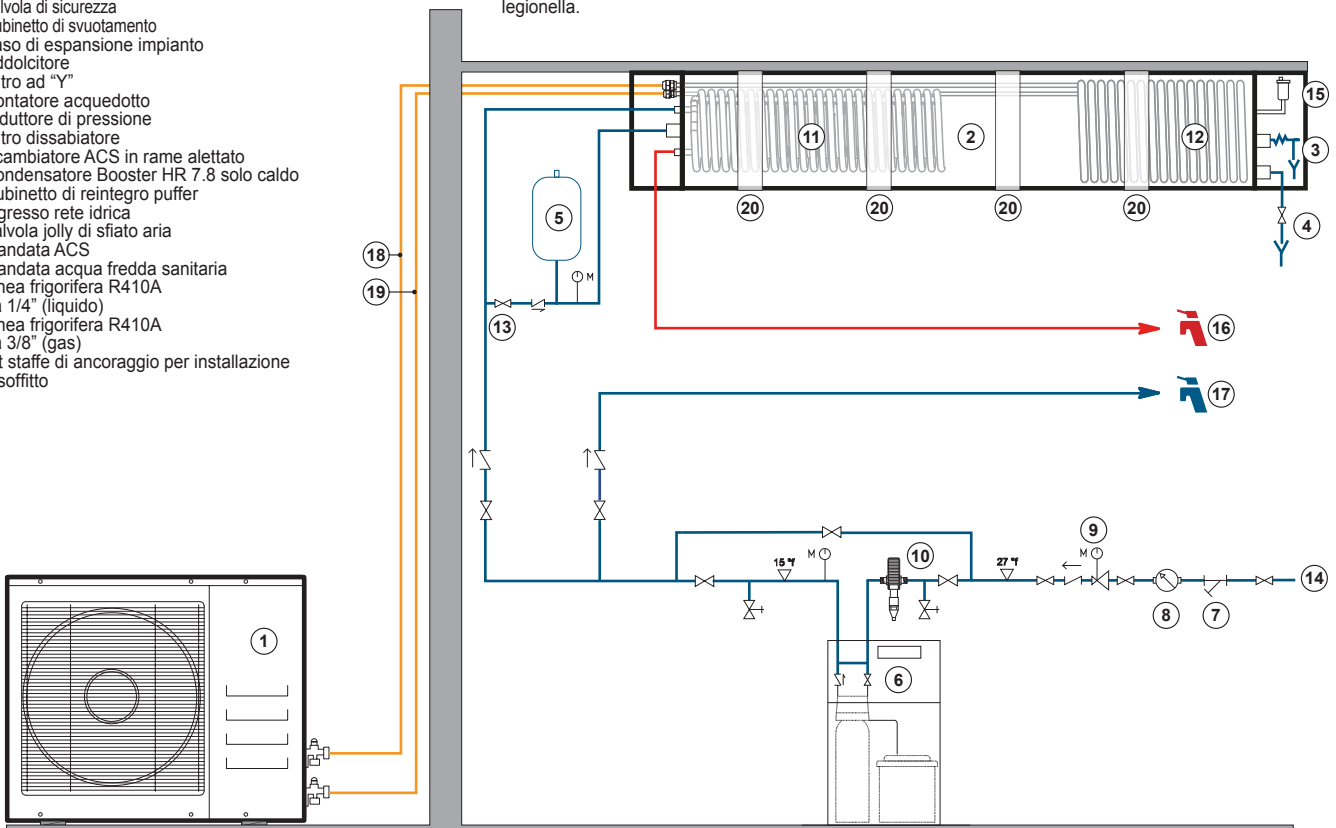 lvola di sicurezza
ubinetto di svuotamento
aso di espansione impianto
ddolcitore
tro ad “Y”
ontatore acquedotto
duttore di pressione
tro dissabiatore
cambiatore ACS in rame alettato
ondensatore Booster HR 7.8 solo caldo
ubinetto di reintegro puffer
gresso rete idrica
alvola jolly di sfiato aria
andata ACS
andata acqua fredda sanitaria
nea frigorifera R410A
a 1/4” (liquido)
nea frigorifera R410A
a 3/8” (gas)
t staffe di ancoraggio per installazione
soffitto
legionella.
15
11
2
12
3
20
20
20
20
5
4
18
M
19
13
16
17
9
M
10
15 °f
27 °f
M
14
8
7
1
6